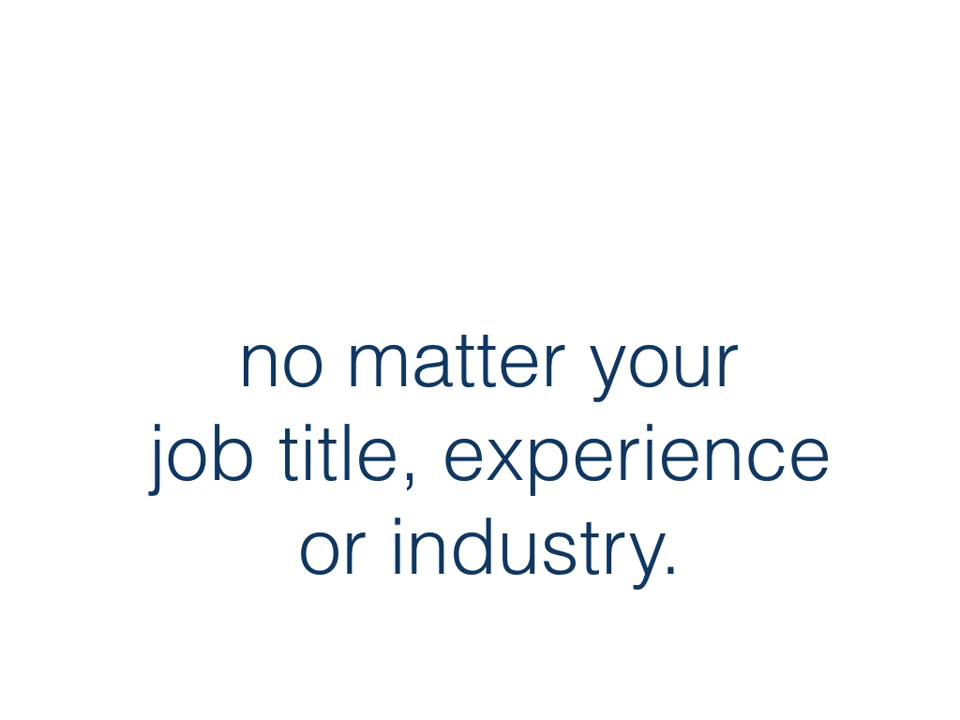 no matter your
job title, experience
or industry.